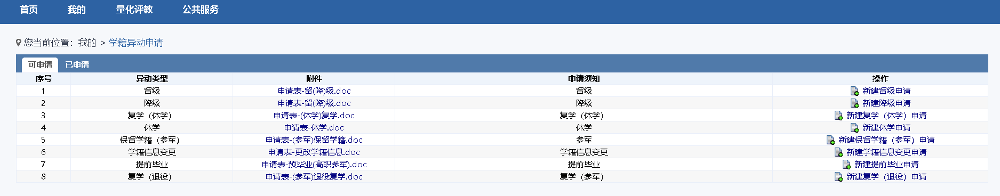 首页 我的 量化评教 公共服务
您当前位置：我的 > 学籍异动申请
可申请 已申请
序号 异动类型 附件 申请须知 操作
1 留级 申请表-留(降)级.doc 留级 新建留级申请
2 降级 申请表-留(降)级.doc 降级 新建降级申请
3 复学（休学） 申请表-(休学)复学.doc 复学（休学） 新建复学（休学）申请
4 休学 申请表-休学.doc 休学 新建休学申请
5 保留学籍（参军） 申请表-(参军)保留学籍.doc 参军 新建保留学籍（参军）申请
6 学籍信息变更 申请表-更改学籍信息.doc 学籍信息变更 新建学籍信息变更申请
7 提前毕业 申请表-预毕业(高职参军).doc 提前毕业 新建提前毕业申请
8 复学（退役） 申请表-(参军)退役复学.doc 复学（参军） 新建复学（退役）申请